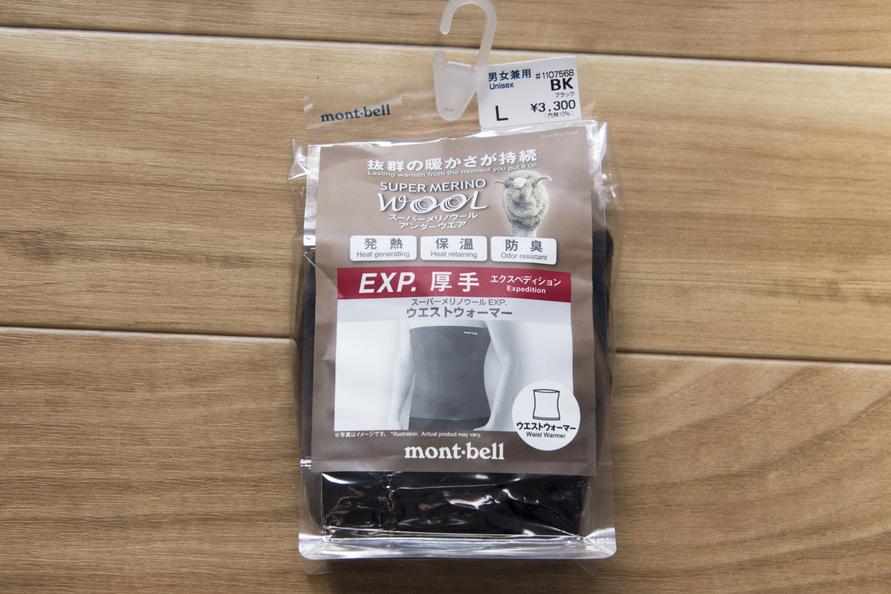 男女兼用 #1107568
Unisex BK
ブラック
L ¥3,300
(内税10%)
mont-bell
抜群の暖かさが持続
Lasting warmth from the moment you put it on
SUPER MERINO
WOOL
スーパーメリノウール
アンダーウエア
発熱 保温 防臭
Heat generating Heat retaining Odor resistant
EXP. 厚手 エクスペディション
Expedition
スーパーメリノウール EXP.
ウエストウォーマー
ウエストウォーマー
Waist Warmer
※写真はイメージです。 *Illustration. Actual product may vary.
mont-bell